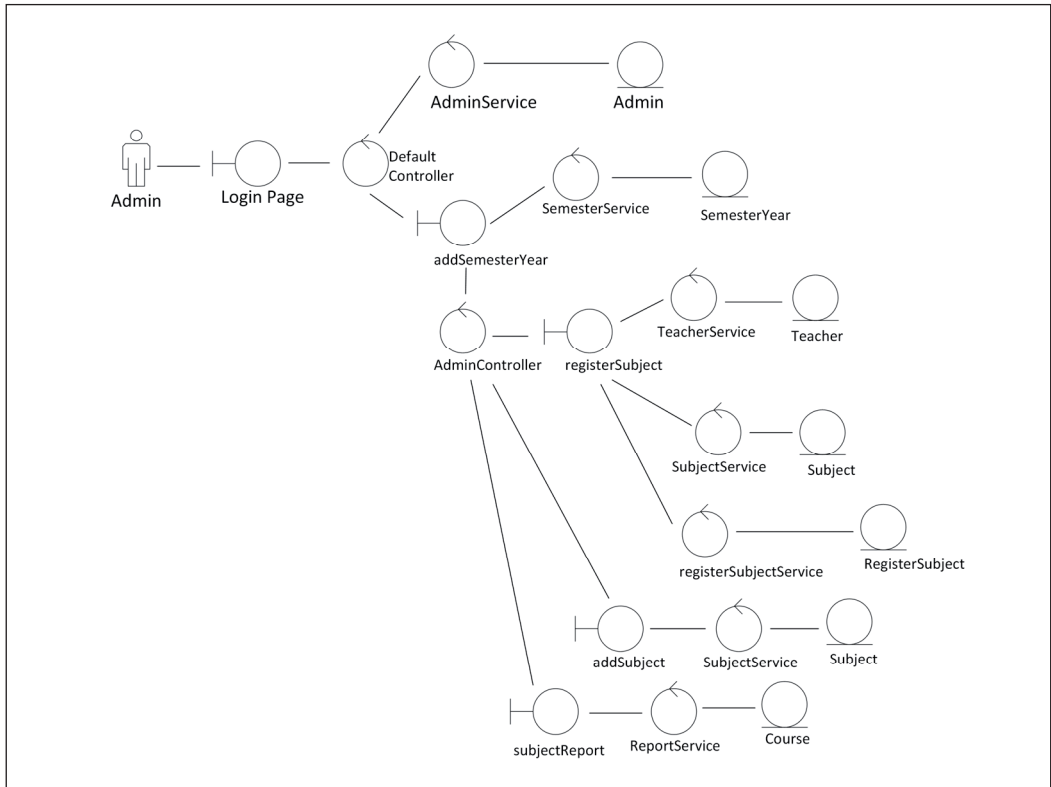 AdminService
Admin
Default
Controller
Admin
Login Page
SemesterService
SemesterYear
addSemesterYear
TeacherService
Teacher
AdminController
registerSubject
SubjectService
Subject
registerSubjectService
RegisterSubject
addSubject
SubjectService
Subject
subjectReport
ReportService
Course